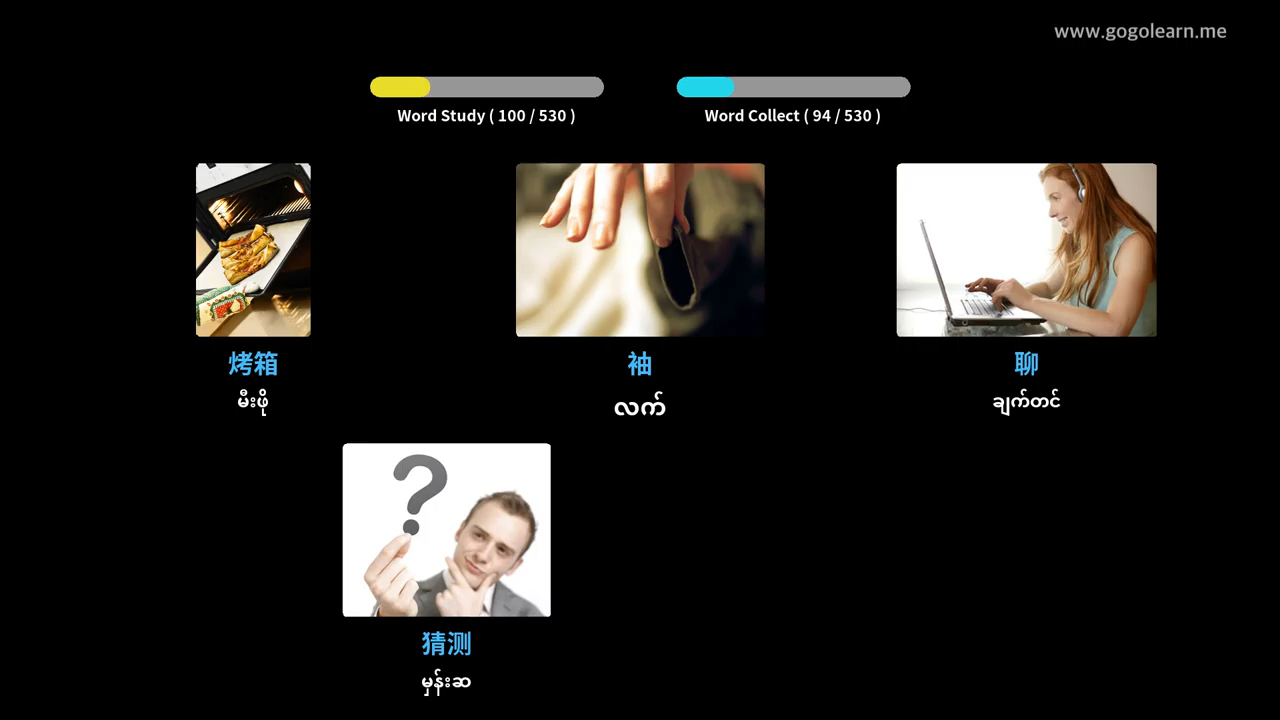 www.gogolearn.me
Word Study ( 100 / 530 )
Word Collect ( 94 / 530 )
烤箱
မီးဖို
袖
လက်
聊
ချက်တင်
猜测
မှန်းဆ